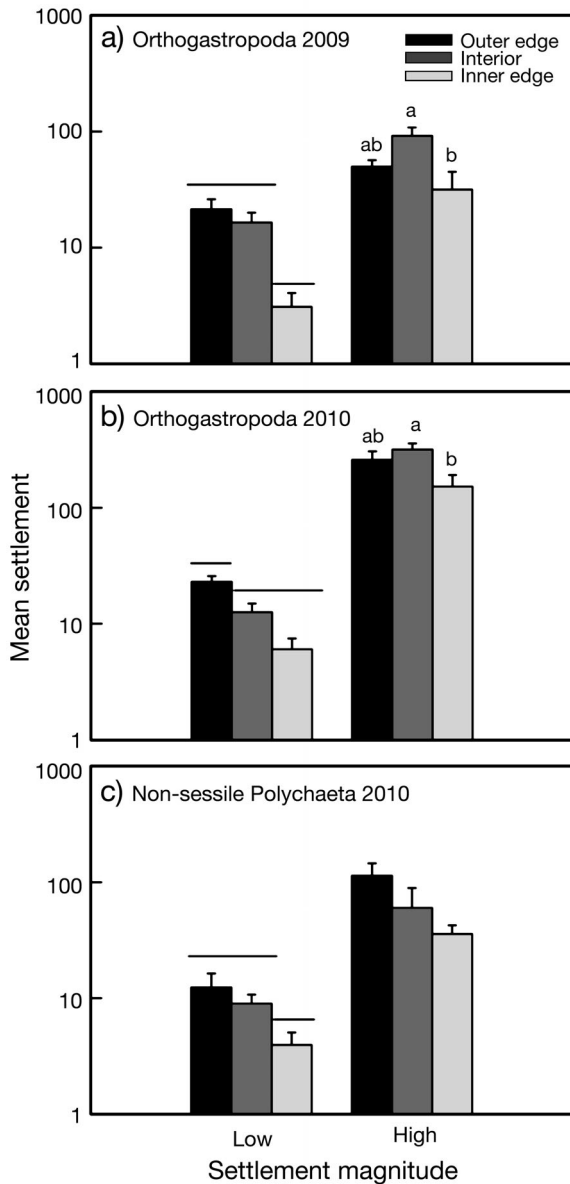 1000
a) Orthogastropoda 2009
Outer edge
Interior
Inner edge
a
ab
b
100
10
1
1000
b) Orthogastropoda 2010
a
ab
b
100
10
1
Mean settlement
1000
c) Non-sessile Polychaeta 2010
100
10
1
Low High
Settlement magnitude